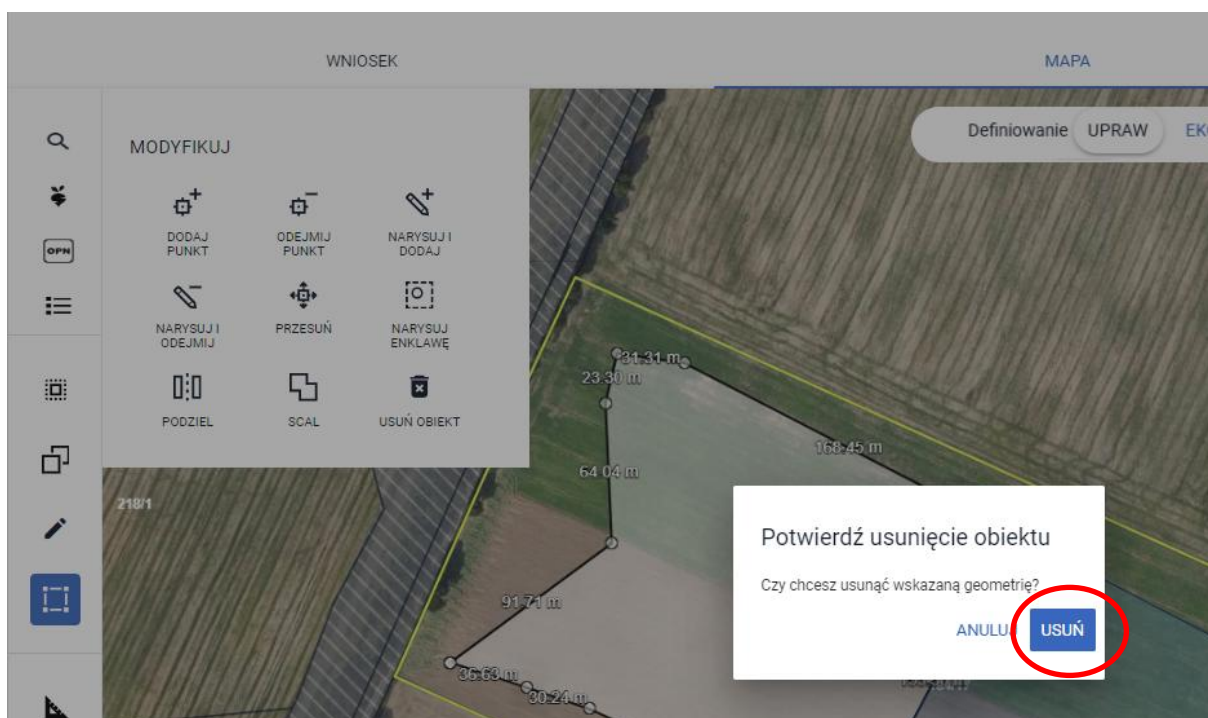 WNIOSEK
MAPA
MODYFIKUJ
Definiowanie UPRAW
DODAJ
PUNKT
ODEJMIJ
PUNKT
NARYSUJ I
DODAJ
OPN
NARYSUJ I
ODEJMIJ
PRZESUŃ
NARYSUJ
ENKLAWĘ
PODZIEL
SCAL
USUŃ OBIEKT
31.31 m
23.30 m
168.45 m
64.04 m
218/1
Potwierdź usunięcie obiektu
Czy chcesz usunąć wskazaną geometrię?
ANULUJ USUŃ
91.71 m
36.63 m
30.24 m